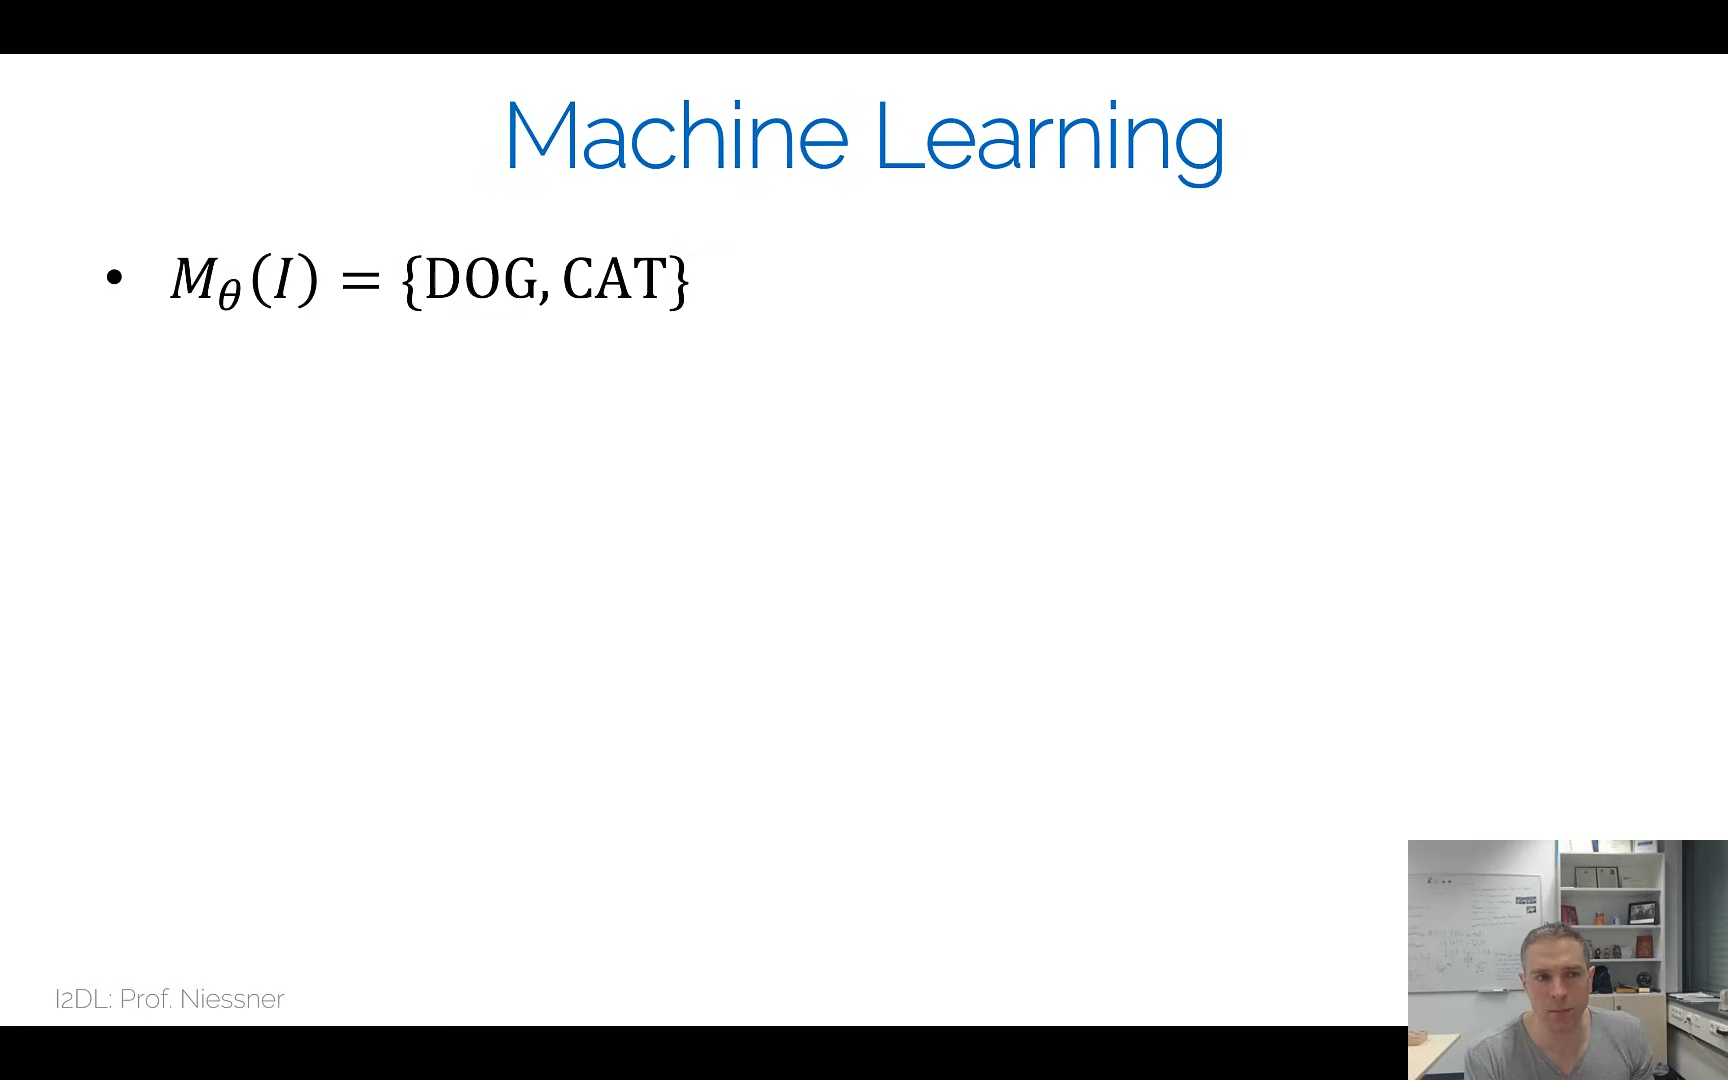 Machine Learning
• M_θ(I) = {DOG, CAT}
I2DL: Prof. Niessner